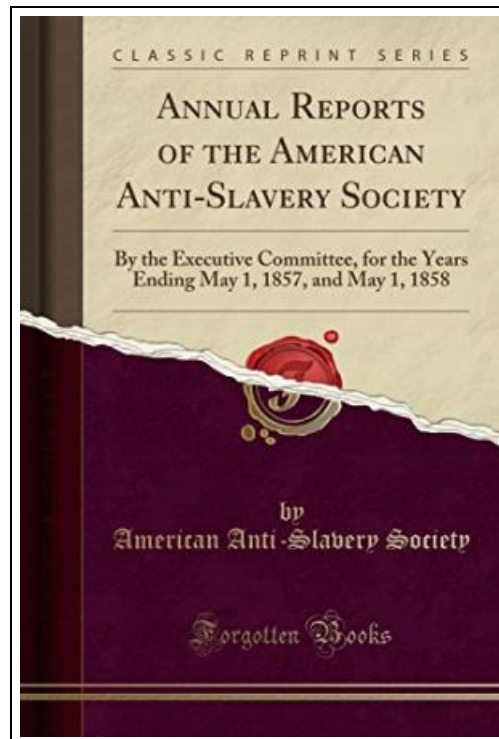 CLASSIC REPRINT SERIES
ANNUAL REPORTS
OF THE AMERICAN
ANTI-SLAVERY SOCIETY
By the Executive Committee, for the Years
Ending May 1, 1857, and May 1, 1858
by
American Anti-Slavery Society
Forgotten Books